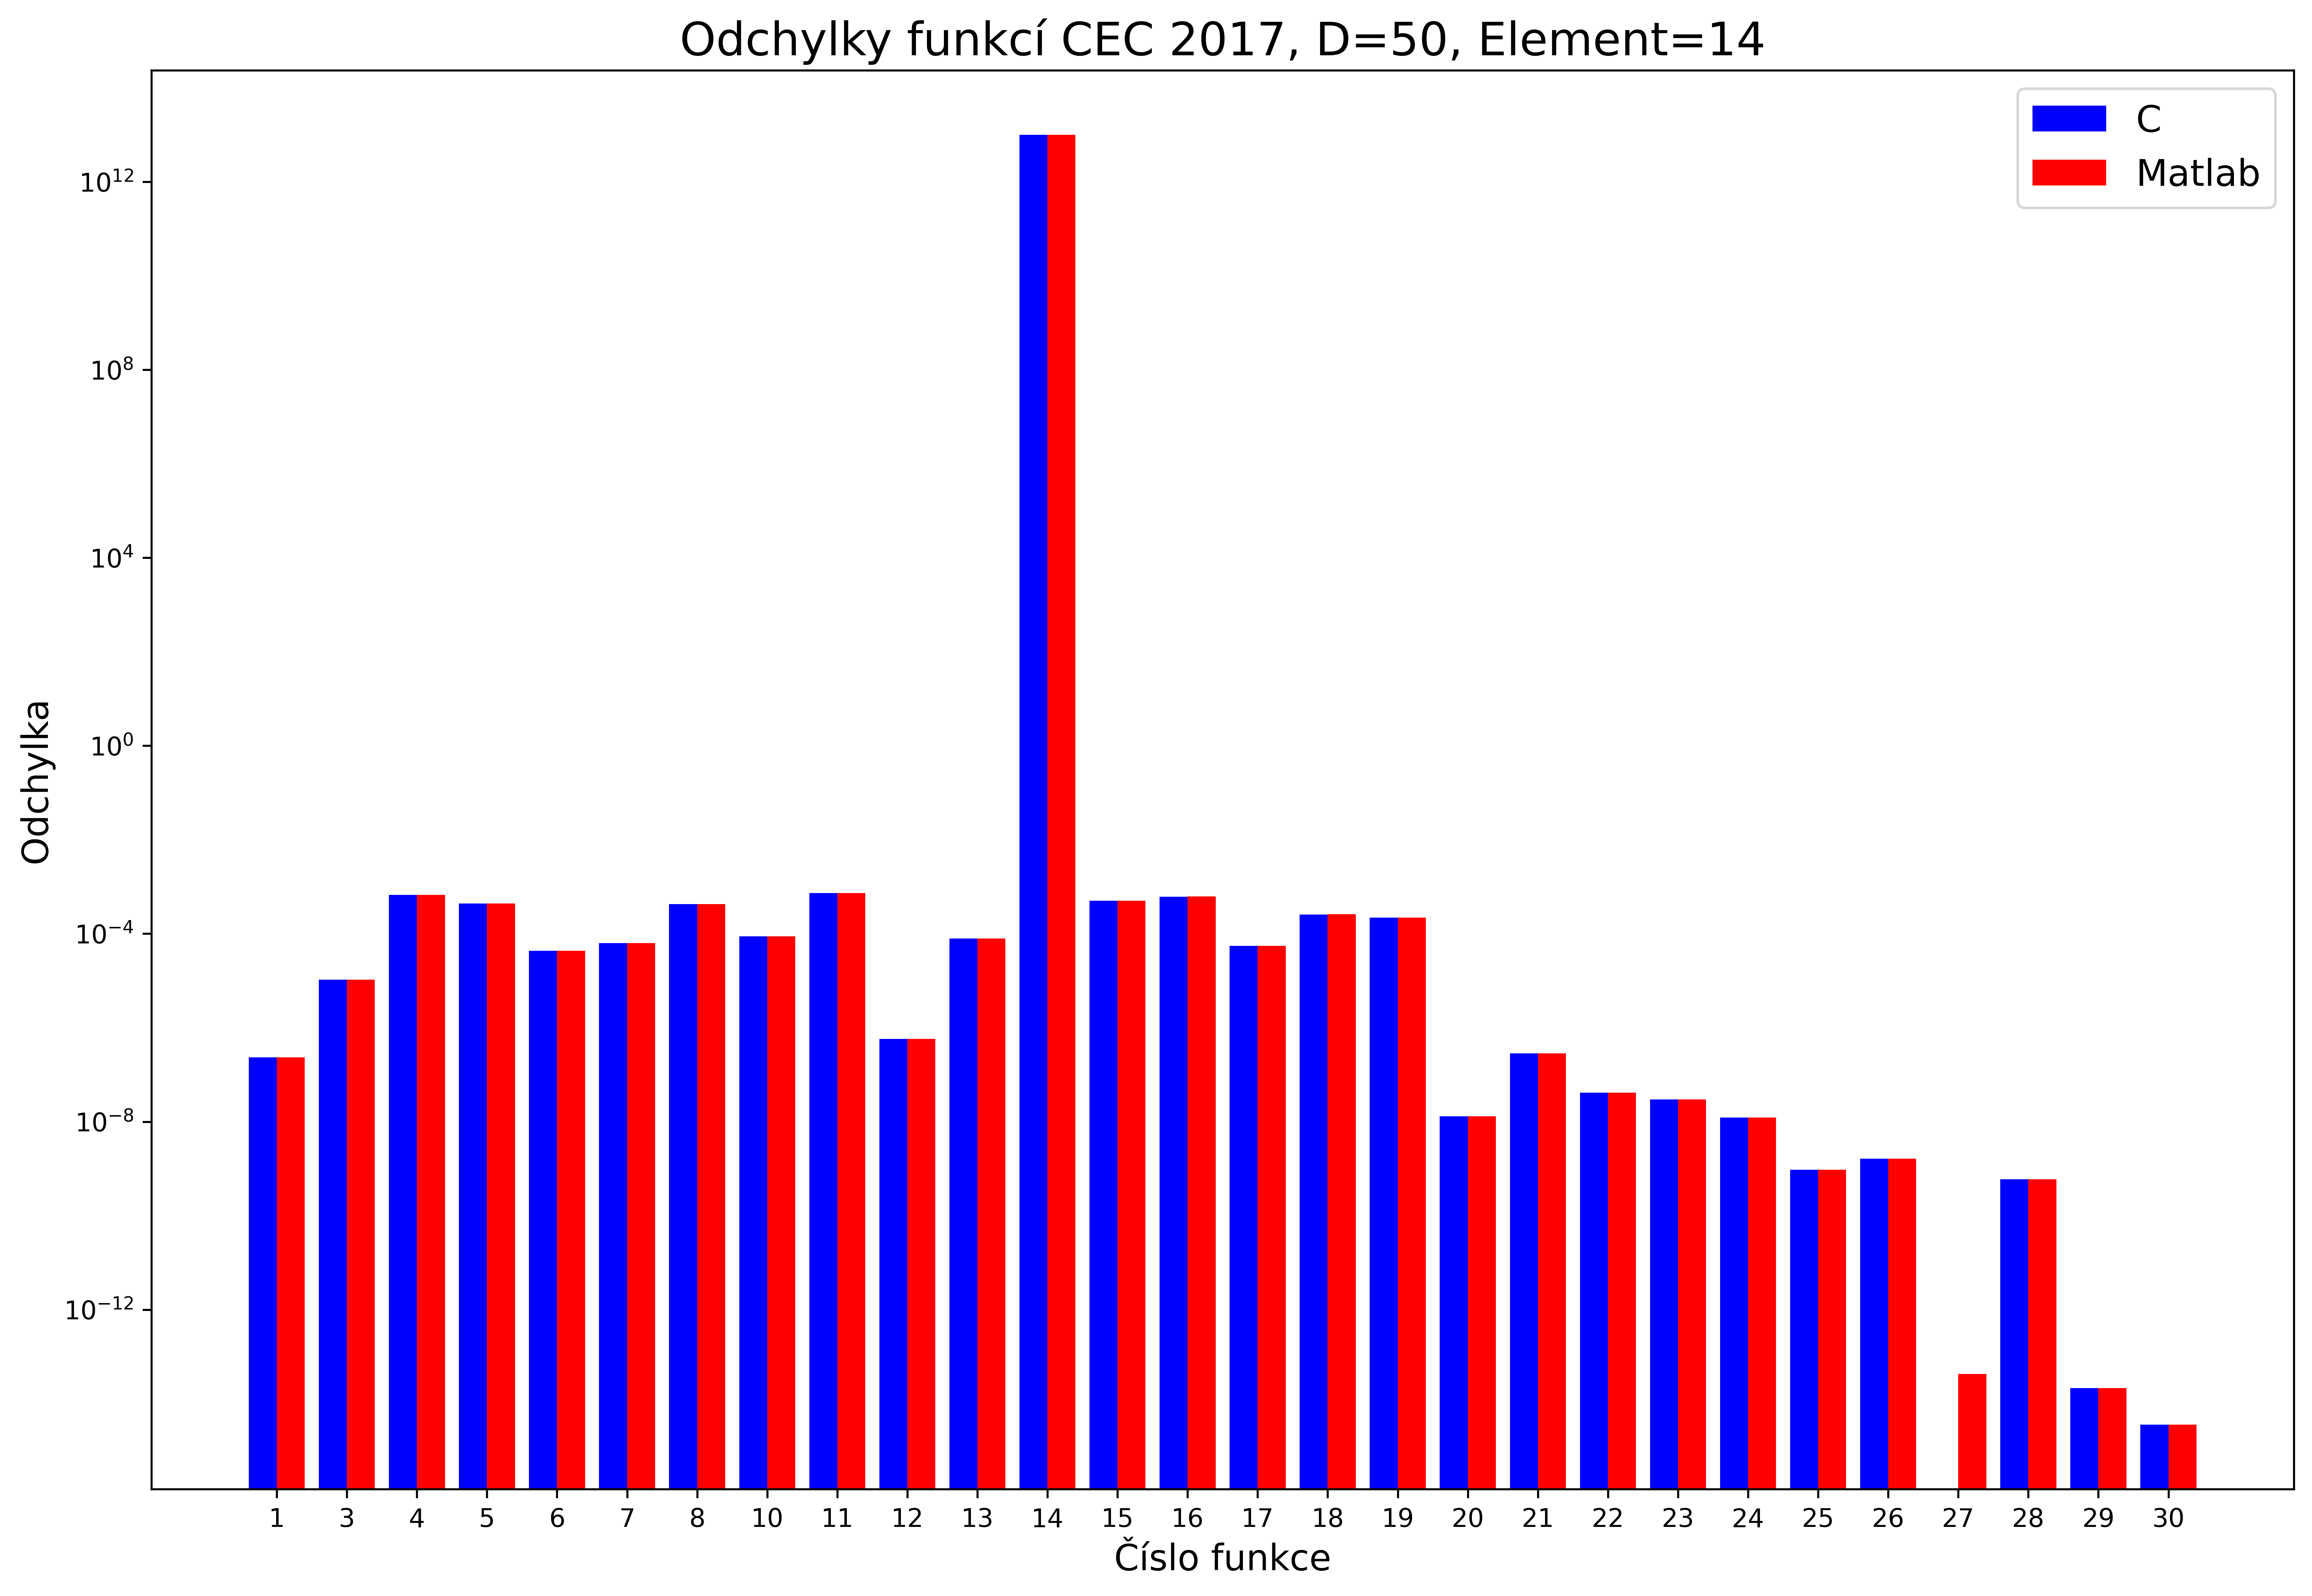 Odchylky funkcí CEC 2017, D=50, Element=14
C
Matlab
10^12
10^8
10^4
10^0
10^−4
10^−8
10^−12
Odchylka
1 3 4 5 6 7 8 10 11 12 13 14 15 16 17 18 19 20 21 22 23 24 25 26 27 28 29 30
Číslo funkce